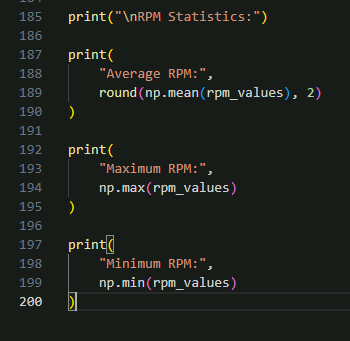 185 print("\nRPM Statistics:")
186
187 print(
188     "Average RPM:",
189     round(np.mean(rpm_values), 2)
190 )
191
192 print(
193     "Maximum RPM:",
194     np.max(rpm_values)
195 )
196
197 print(
198     "Minimum RPM:",
199     np.min(rpm_values)
200 )